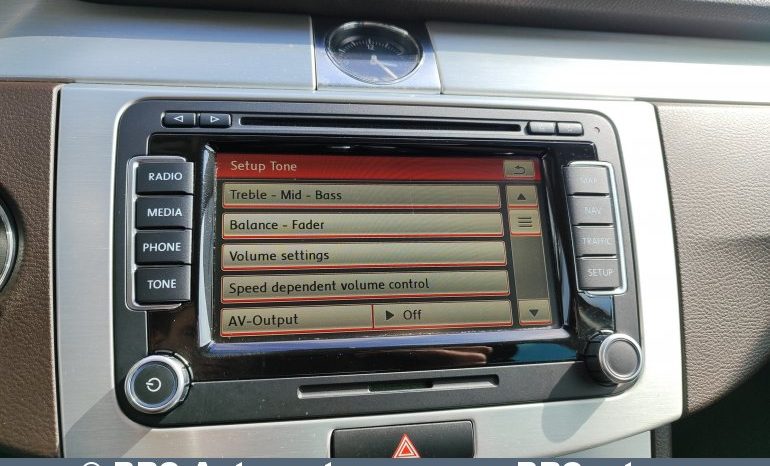 RADIO
MEDIA
PHONE
TONE
Setup Tone
Treble - Mid - Bass
Balance - Fader
Volume settings
Speed dependent volume control
AV-Output
Off
MAP
NAV
TRAFFIC
SETUP
12